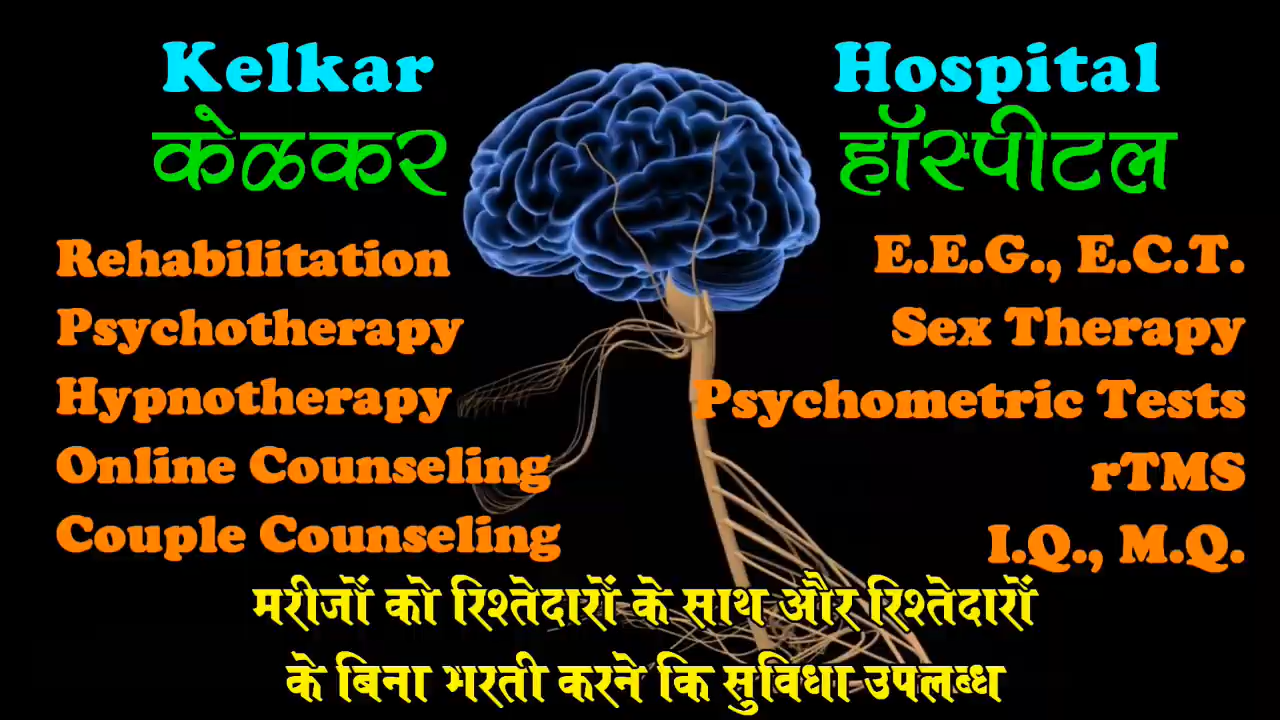 Kelkar Hospital
केळकर हॉस्पीटल
Rehabilitation
Psychotherapy
Hypnotherapy
Online Counseling
Couple Counseling
E.E.G., E.C.T.
Sex Therapy
Psychometric Tests
rTMS
I.Q., M.Q.
मरीजों को रिश्तेदारों के साथ और रिश्तेदारों
के बिना भरती करने कि सुविधा उपलब्ध